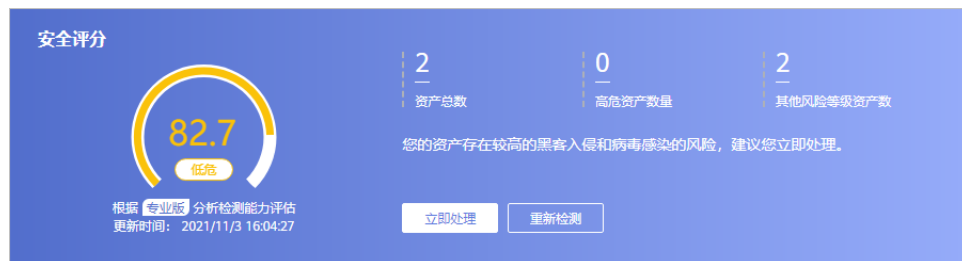 安全评分
82.7
低危
根据 专业版 分析检测能力评估
更新时间： 2021/11/3 16:04:27
2
资产总数
0
高危资产数量
2
其他风险等级资产数
您的资产存在较高的黑客入侵和病毒感染的风险，建议您立即处理。
立即处理
重新检测